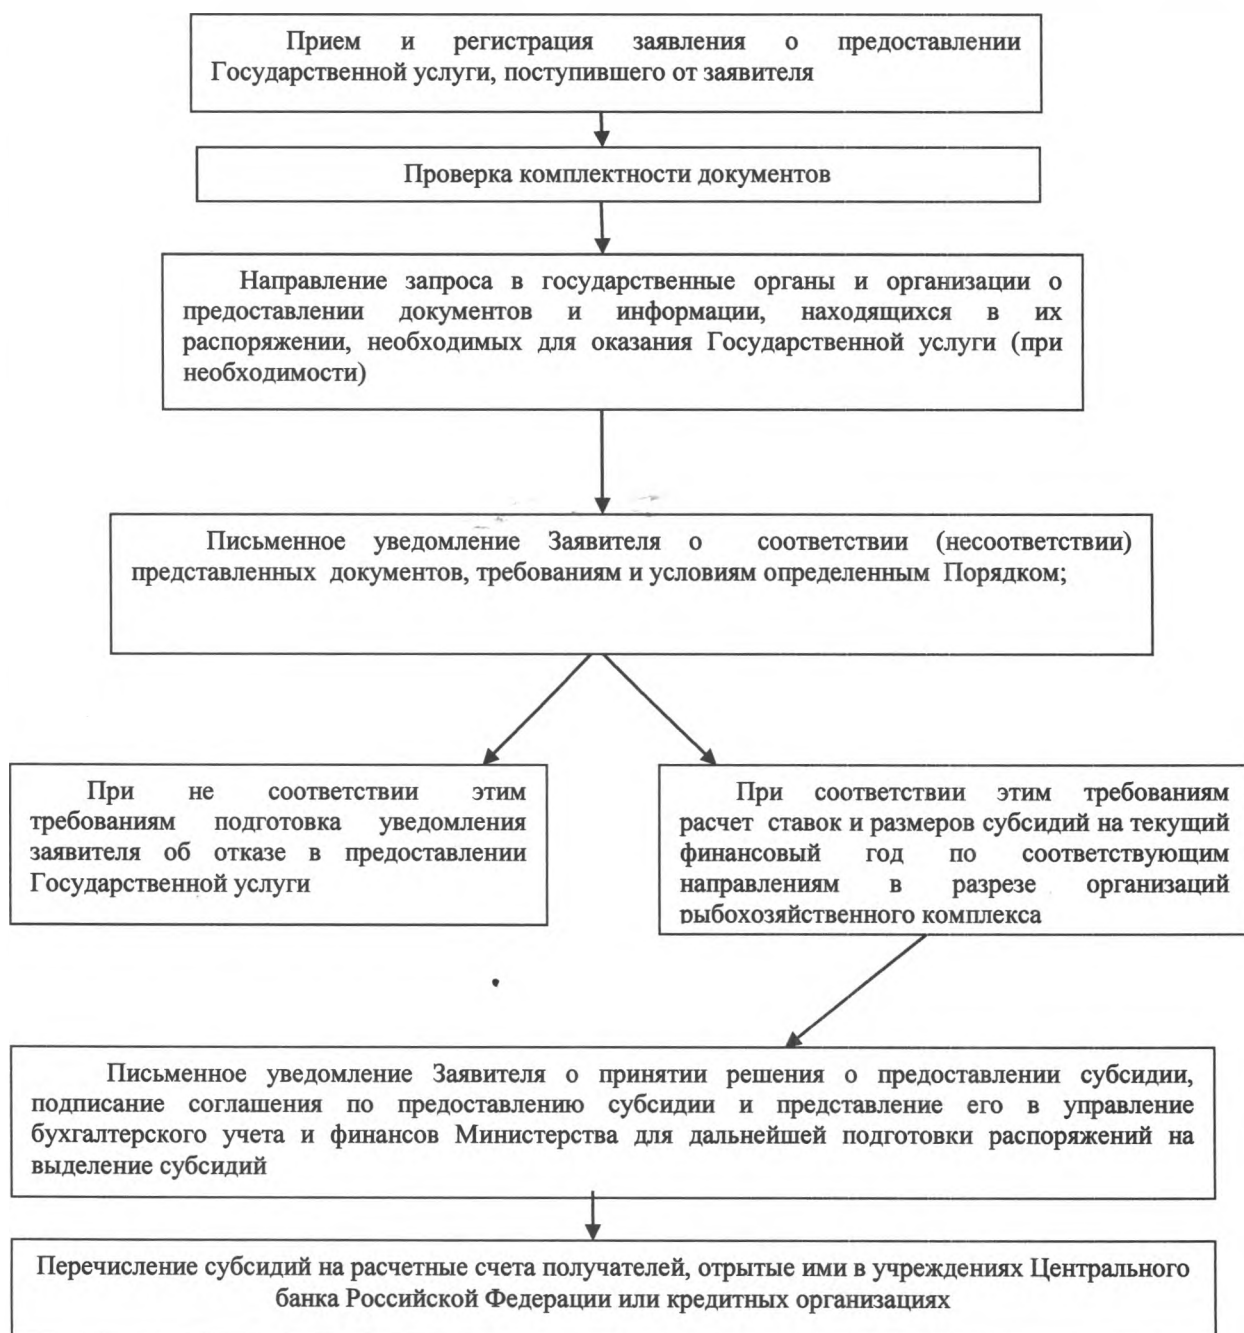 Прием и регистрация заявления о предоставлении
Государственной услуги, поступившего от заявителя
Проверка комплектности документов
Направление запроса в государственные органы и организации о
предоставлении документов и информации, находящихся в их
распоряжении, необходимых для оказания Государственной услуги (при
необходимости)
Письменное уведомление Заявителя о соответствии (несоответствии)
представленных документов, требованиям и условиям определенным Порядком;
При не соответствии этим
требованиям подготовка уведомления
заявителя об отказе в предоставлении
Государственной услуги
При соответствии этим требованиям
расчет ставок и размеров субсидий на текущий
финансовый год по соответствующим
направлениям в разрезе организаций
рыбохозяйственного комплекса
Письменное уведомление Заявителя о принятии решения о предоставлении субсидии,
подписание соглашения по предоставлению субсидии и представление его в управление
бухгалтерского учета и финансов Министерства для дальнейшей подготовки распоряжений на
выделение субсидий
Перечисление субсидий на расчетные счета получателей, отрытые ими в учреждениях Центрального
банка Российской Федерации или кредитных организациях